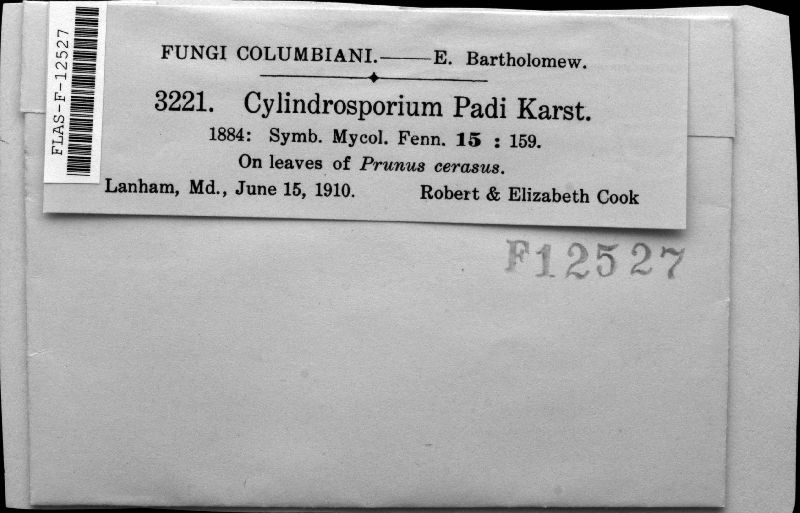 FLAS-F-12527
FUNGI COLUMBIANI.——E. Bartholomew.
3221. Cylindrosporium Padi Karst.
1884: Symb. Mycol. Fenn. 15 : 159.
On leaves of Prunus cerasus.
Lanham, Md., June 15, 1910. Robert & Elizabeth Cook
F12527